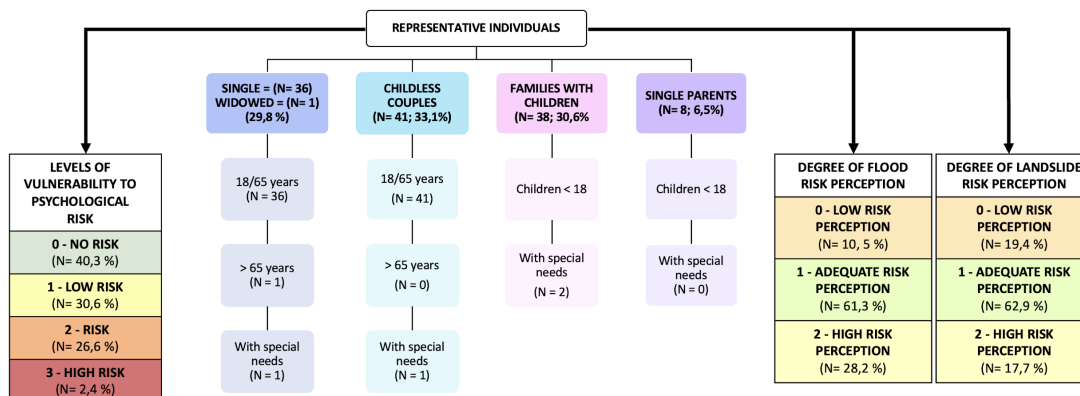 REPRESENTATIVE INDIVIDUALS
SINGLE = (N= 36)
WIDOWED = (N= 1)
(29,8 %)
CHILDLESS
COUPLES
(N= 41; 33,1%)
FAMILIES WITH
CHILDREN
(N= 38; 30,6%
SINGLE PARENTS
(N= 8; 6,5%)
18/65 years
(N = 36)
18/65 years
(N = 41)
Children < 18
Children < 18
> 65 years
(N = 1)
> 65 years
(N = 0)
With special
needs
(N = 2)
With special
needs
(N = 0)
With special
needs
(N = 1)
With special
needs
(N = 1)
LEVELS OF
VULNERABILITY TO
PSYCHOLOGICAL
RISK
0 - NO RISK
(N= 40,3 %)
1 - LOW RISK
(N= 30,6 %)
2 - RISK
(N= 26,6 %)
3 - HIGH RISK
(N= 2,4 %)
DEGREE OF FLOOD
RISK PERCEPTION
0 - LOW RISK
PERCEPTION
(N= 10, 5 %)
1 - ADEQUATE RISK
PERCEPTION
(N= 61,3 %)
2 - HIGH RISK
PERCEPTION
(N= 28,2 %)
DEGREE OF LANDSLIDE
RISK PERCEPTION
0 - LOW RISK
PERCEPTION
(N= 19,4 %)
1 - ADEQUATE RISK
PERCEPTION
(N= 62,9 %)
2 - HIGH RISK
PERCEPTION
(N= 17,7 %)